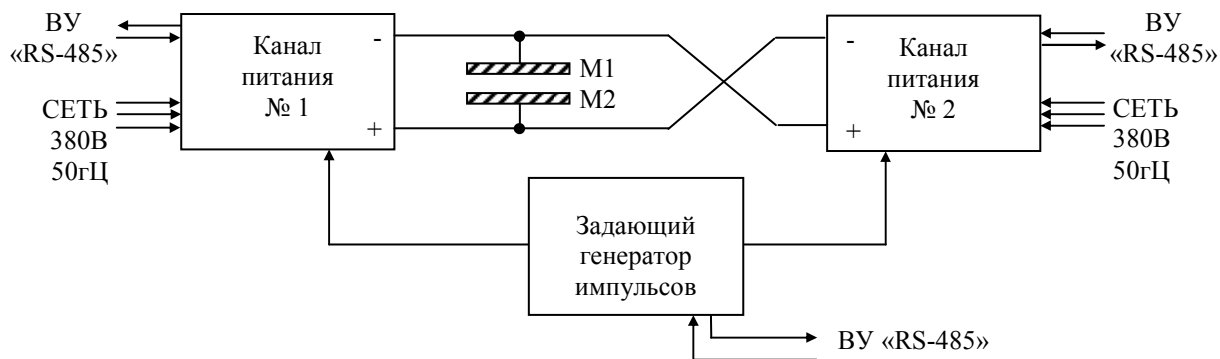 ВУ
«RS-485»
СЕТЬ
380В
50гЦ
Канал
питания
№ 1
-
+
М1
М2
-
+
Канал
питания
№ 2
ВУ
«RS-485»
СЕТЬ
380В
50гЦ
Задающий
генератор
импульсов
ВУ «RS-485»